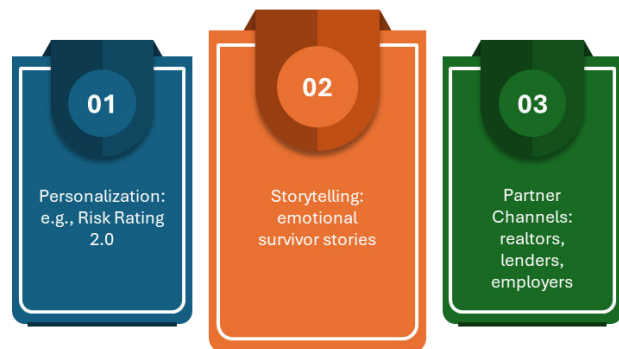 01
Personalization:
e.g., Risk Rating
2.0
02
Storytelling:
emotional
survivor stories
03
Partner
Channels:
realtors,
lenders,
employers